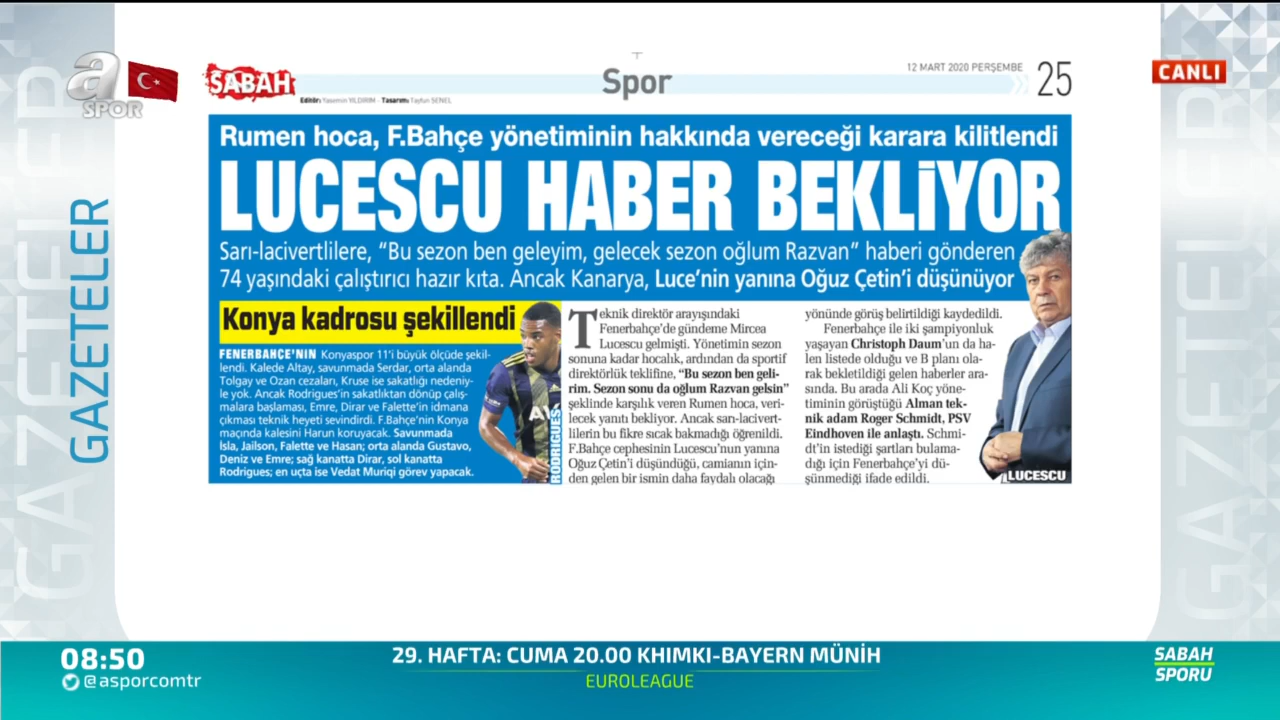 a
SPOR
GAZETELER
GAZETELER
GAZETELER
CANLI
SABAH
Editör: Yasemin YILDIRIM - Tasarım: Tayfun ŞENEL
Spor
12 MART 2020 PERŞEMBE
25
Rumen hoca, F.Bahçe yönetiminin hakkında vereceği karara kilitlendi
LUCESCU HABER BEKLİYOR
Sarı-lacivertlilere, “Bu sezon ben geleyim, gelecek sezon oğlum Razvan” haberi gönderen
74 yaşındaki çalıştırıcı hazır kıta. Ancak Kanarya, Luce’nin yanına Oğuz Çetin’i düşünüyor
Konya kadrosu şekillendi
FENERBAHÇE’NİN Konyaspor 11’i büyük ölçüde şekil-
lendi. Kalede Altay, savunmada Serdar, orta alanda
Tolgay ve Ozan cezaları, Kruse ise sakatlığı nedeniy-
le yok. Ancak Rodrigues’in sakatlıktan dönüp çalış-
malara başlaması, Emre, Dirar ve Falette’in idmana
çıkması teknik heyeti sevindirdi. F.Bahçe’nin Konya
maçında kalesini Harun koruyacak. Savunmada
Isla, Jailson, Falette ve Hasan; orta alanda Gustavo,
Deniz ve Emre; sağ kanatta Dirar, sol kanatta
Rodrigues; en uçta ise Vedat Muriqi görev yapacak.
RODRIGUES
Teknik direktör arayışındaki
Fenerbahçe’de gündeme Mircea
Lucescu gelmişti. Yönetimin sezon
sonuna kadar hocalık, ardından da sportif
direktörlük teklifine, “Bu sezon ben geli-
rim. Sezon sonu da oğlum Razvan gelsin”
şeklinde karşılık veren Rumen hoca, veri-
lecek yanıtı bekliyor. Ancak sarı-lacivert-
lilerin bu fikre sıcak bakmadığı öğrenildi.
F.Bahçe cephesinin Lucescu’nun yanına
Oğuz Çetin’i düşündüğü, camianın için-
den gelen bir ismin daha faydalı olacağı
yönünde görüş belirtildiği kaydedildi.
Fenerbahçe ile iki şampiyonluk
yaşayan Christoph Daum’un da ha-
len listede olduğu ve B planı ola-
rak bekletildiği gelen haberler ara-
sında. Bu arada Ali Koç yöne-
timinin görüştüğü Alman tek-
nik adam Roger Schmidt, PSV
Eindhoven ile anlaştı. Schmi-
dt’in istediği şartları bulama-
dığı için Fenerbahçe’yi dü-
şünmediği ifade edildi.
LUCESCU
08:50
@asporcomtr
29. HAFTA: CUMA 20.00 KHIMKI-BAYERN MÜNİH
EUROLEAGUE
SABAH
SPORU